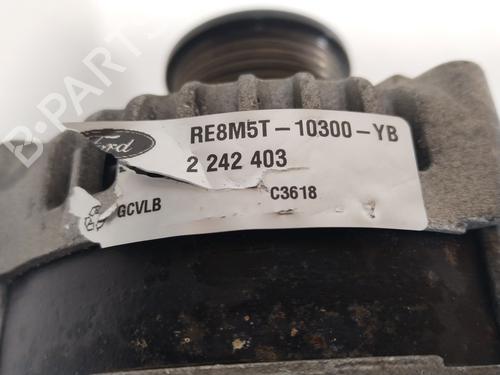 B-PARTS
Ford
RE8M5T-10300-YB
2 242 403
GCVLB
C3618